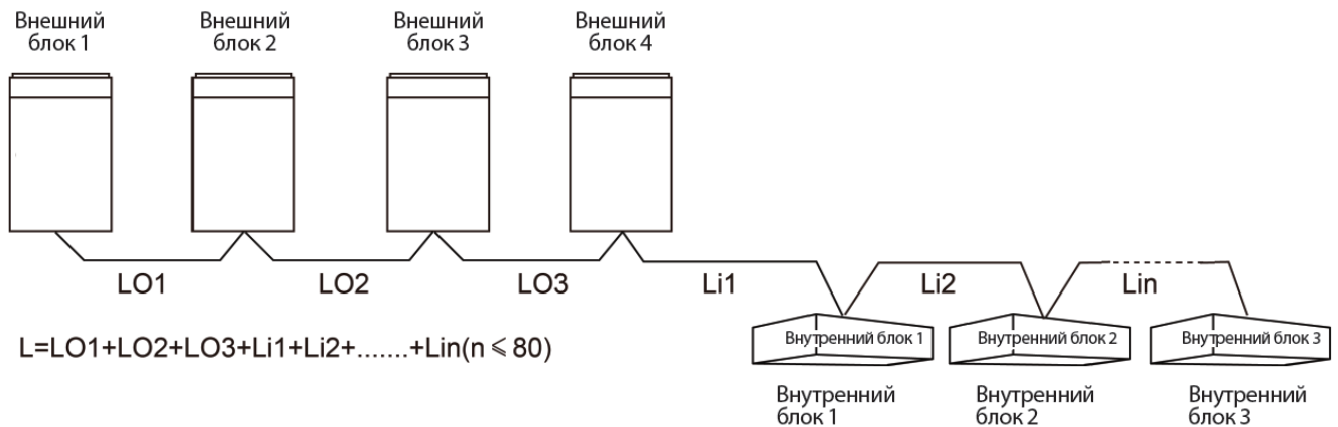 Внешний
блок 1
Внешний
блок 2
Внешний
блок 3
Внешний
блок 4
LO1
LO2
LO3
Li1
Li2
Lin
L=LO1+LO2+LO3+Li1+Li2+.......+Lin(n ⩽ 80)
Внутренний блок 1
Внутренний блок 2
Внутренний блок 3
Внутренний
блок 1
Внутренний
блок 2
Внутренний
блок 3